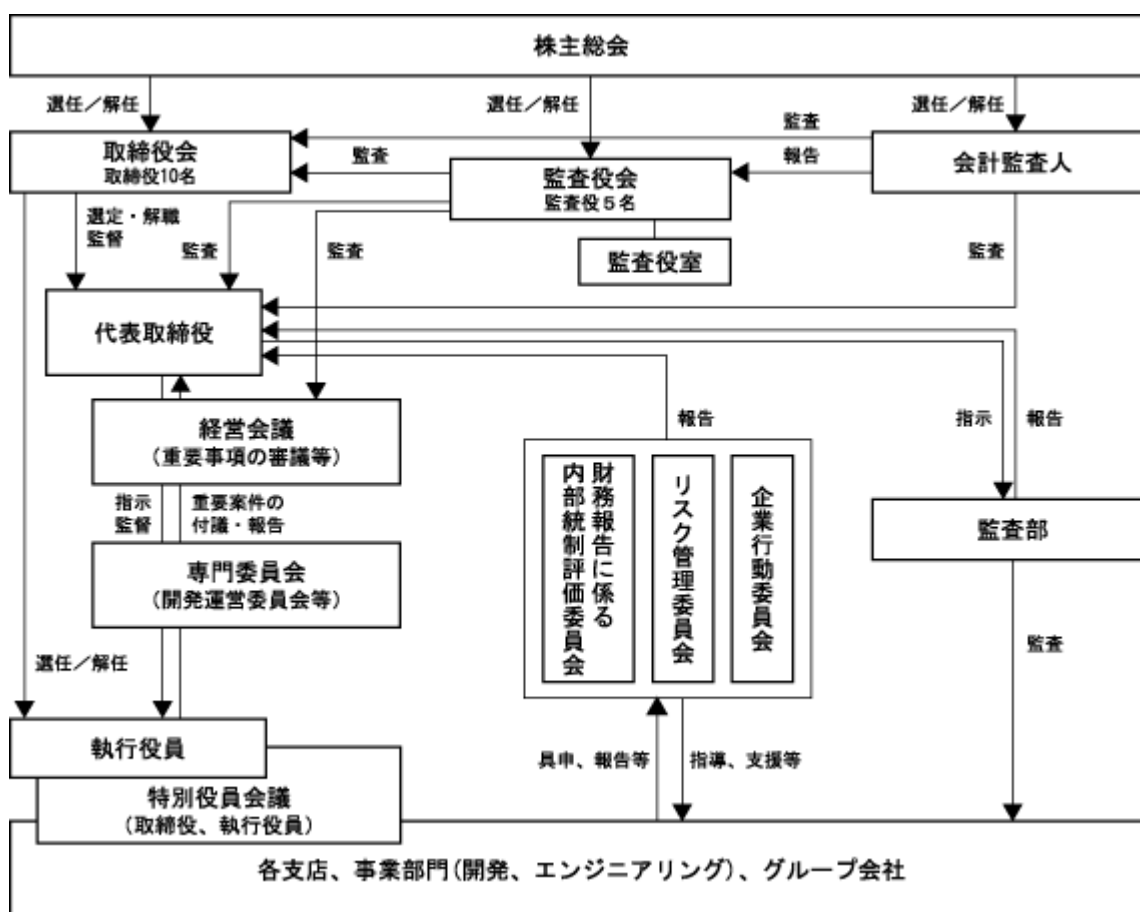 株主総会
選任／解任
選任／解任
選任／解任
取締役会
取締役10名
監査
監査
報告
監査役会
監査役５名
会計監査人
選定・解職
監督
監査
監査
監査役室
監査
代表取締役
経営会議
(重要事項の審議等)
報告
指示
報告
指示
監督
重要案件の
付議・報告
財務報告に係る
内部統制評価委員会
リスク管理委員会
企業行動委員会
監査部
専門委員会
(開発運営委員会等)
選任／解任
監査
執行役員
特別役員会議
(取締役、執行役員)
具申、報告等
指導、支援等
各支店、事業部門(開発、エンジニアリング)、グループ会社